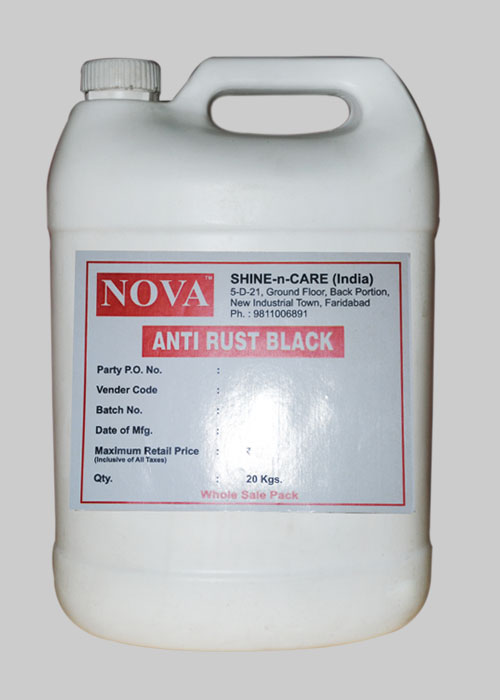 NOVA™
SHINE-n-CARE (India)
5-D-21, Ground Floor, Back Portion,
New Industrial Town, Faridabad
Ph. : 9811006891
ANTI RUST BLACK
Party P.O. No. :
Vender Code :
Batch No. :
Date of Mfg. :
Maximum Retail Price : ₹
(Inclusive of All Taxes)
Qty. : 20 Kgs.
Whole Sale Pack